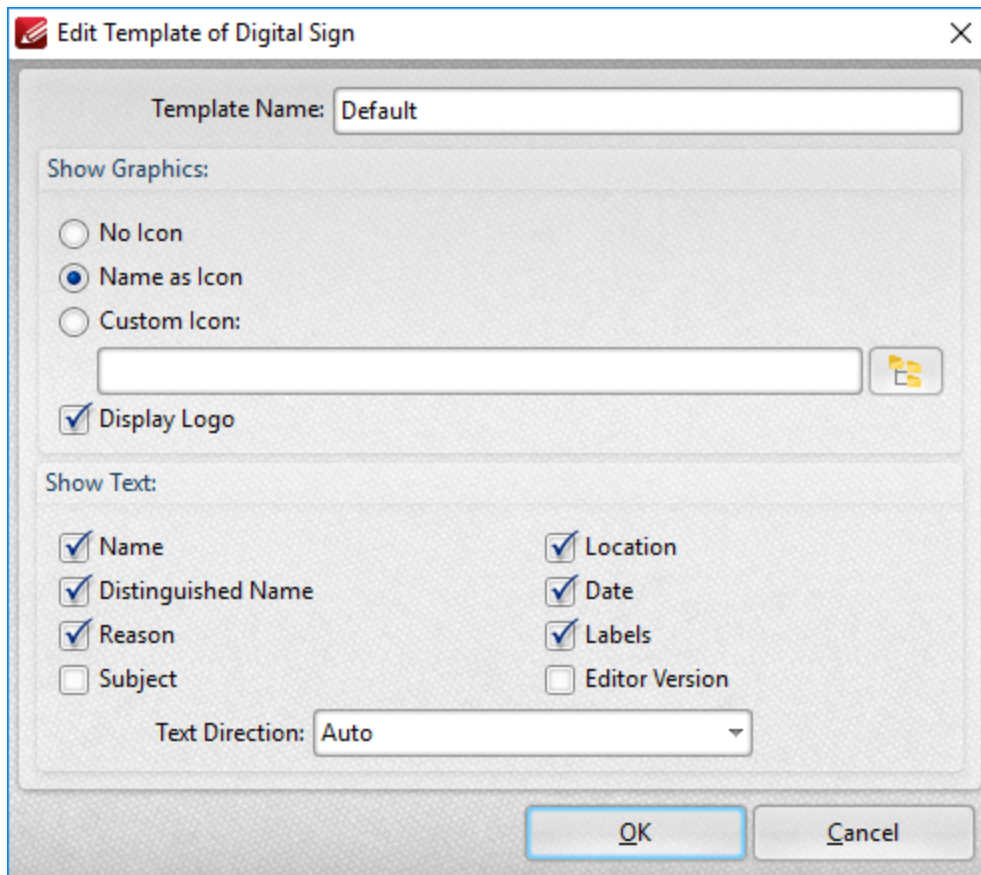 Edit Template of Digital Sign
Template Name: Default
Show Graphics:
No Icon
Name as Icon
Custom Icon:
Display Logo
Show Text:
Name
Location
Distinguished Name
Date
Reason
Labels
Subject
Editor Version
Text Direction: Auto
OK
Cancel